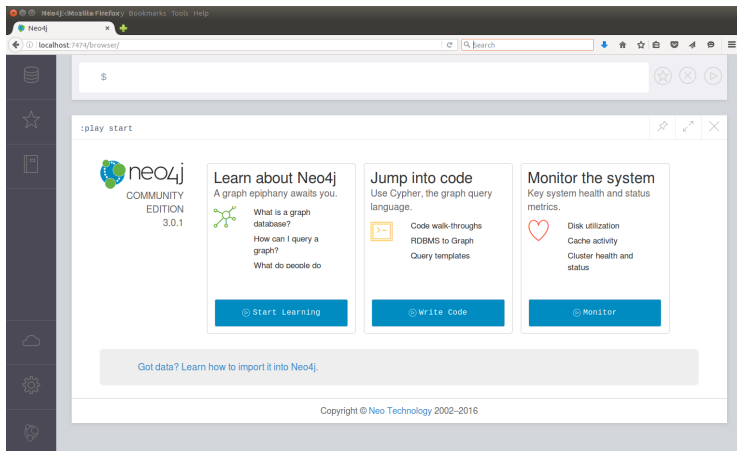 Bookmarks Tools Help
Neo4j
localhost:7474/browser/
Search
$
:play start
neo4j
COMMUNITY
EDITION
3.0.1
Learn about Neo4j
A graph epiphany awaits you.
What is a graph
database?
How can I query a
graph?
What do people do
Start Learning
Jump into code
Use Cypher, the graph query
language.
Code walk-throughs
RDBMS to Graph
Query templates
Write Code
Monitor the system
Key system health and status
metrics.
Disk utilization
Cache activity
Cluster health and
status
Monitor
Got data? Learn how to import it into Neo4j.
Copyright © Neo Technology 2002–2016